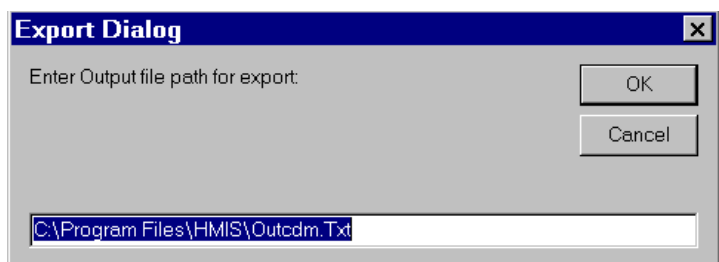 Export Dialog
Enter Output file path for export:
OK
Cancel
C:\Program Files\HMIS\Outcdm.Txt